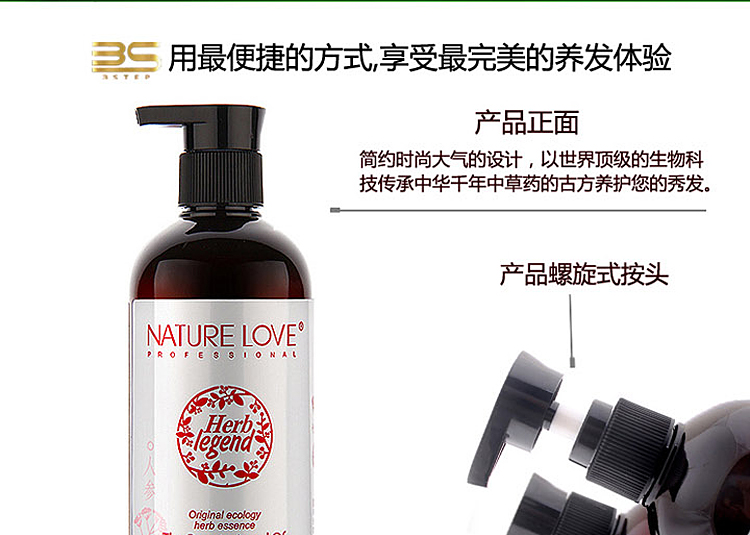 3S
3STEP
用最便捷的方式,享受最完美的养发体验
产品正面
简约时尚大气的设计，以世界顶级的生物科
技传承中华千年中草药的古方养护您的秀发。
产品螺旋式按头
NATURE LOVE®
PROFESSIONAL
Herb
legend
人参
Original ecology
herb essence